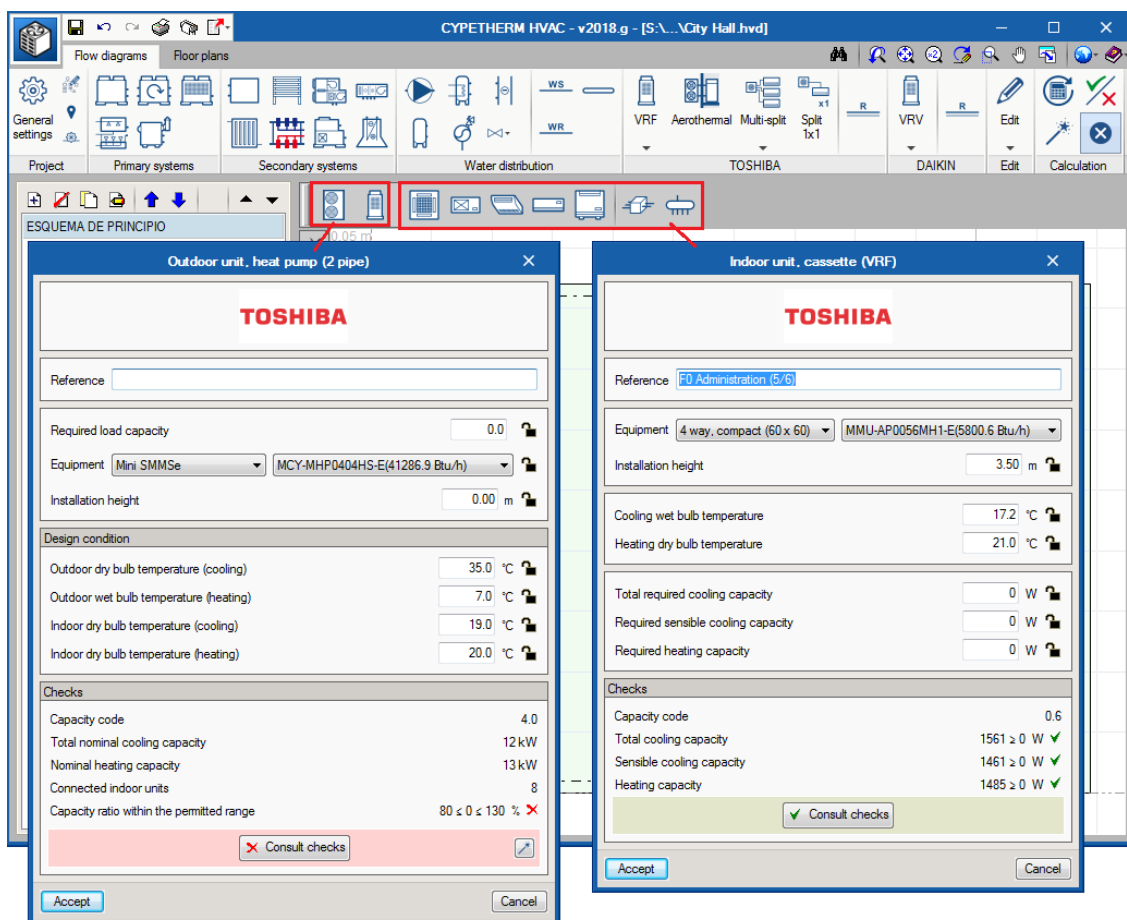 CYPETHERM HVAC - v2018.g - [S:\...\City Hall.hvd]
Flow diagrams Floor plans
WS
WR
x1
R
R
General settings
VRF Aerothermal Multi-split Split 1x1 VRV Edit
Project Primary systems Secondary systems Water distribution TOSHIBA DAIKIN Edit Calculation
ESQUEMA DE PRINCIPIO
0.05 m
Outdoor unit, heat pump (2 pipe)
TOSHIBA
Reference
Required load capacity 0.0
Equipment Mini SMMSe MCY-MHP0404HS-E(41286.9 Btu/h)
Installation height 0.00 m
Design condition
Outdoor dry bulb temperature (cooling) 35.0 °C
Outdoor wet bulb temperature (heating) 7.0 °C
Indoor dry bulb temperature (cooling) 19.0 °C
Indoor dry bulb temperature (heating) 20.0 °C
Checks
Capacity code 4.0
Total nominal cooling capacity 12 kW
Nominal heating capacity 13 kW
Connected indoor units 8
Capacity ratio within the permitted range 80 ≤ 0 ≤ 130 %
Consult checks
Accept Cancel
Indoor unit, cassette (VRF)
TOSHIBA
Reference F0 Administration (5/6)
Equipment 4 way, compact (60 x 60) MMU-AP0056MH1-E(5800.6 Btu/h)
Installation height 3.50 m
Cooling wet bulb temperature 17.2 °C
Heating dry bulb temperature 21.0 °C
Total required cooling capacity 0 W
Required sensible cooling capacity 0 W
Required heating capacity 0 W
Checks
Capacity code 0.6
Total cooling capacity 1561 ≥ 0 W
Sensible cooling capacity 1461 ≥ 0 W
Heating capacity 1485 ≥ 0 W
Consult checks
Accept Cancel